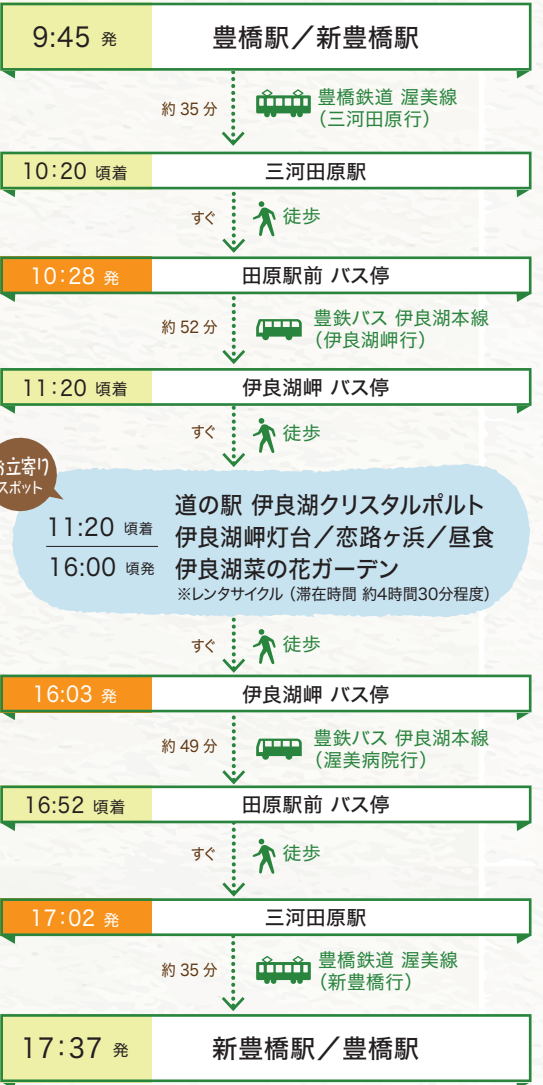 9:45 発 豊橋駅／新豊橋駅
約35分 豊橋鉄道 渥美線
（三河田原行）
10:20 頃着 三河田原駅
すぐ 徒歩
10:28 発 田原駅前 バス停
約52分 豊鉄バス 伊良湖本線
（伊良湖岬行）
11:20 頃着 伊良湖岬 バス停
すぐ 徒歩
お立寄り
スポット
11:20 頃着
16:00 頃発
道の駅 伊良湖クリスタルポルト
伊良湖岬灯台／恋路ヶ浜／昼食
伊良湖菜の花ガーデン
※レンタサイクル（滞在時間 約4時間30分程度）
すぐ 徒歩
16:03 発 伊良湖岬 バス停
約49分 豊鉄バス 伊良湖本線
（渥美病院行）
16:52 頃着 田原駅前 バス停
すぐ 徒歩
17:02 発 三河田原駅
約35分 豊橋鉄道 渥美線
（新豊橋行）
17:37 発 新豊橋駅／豊橋駅